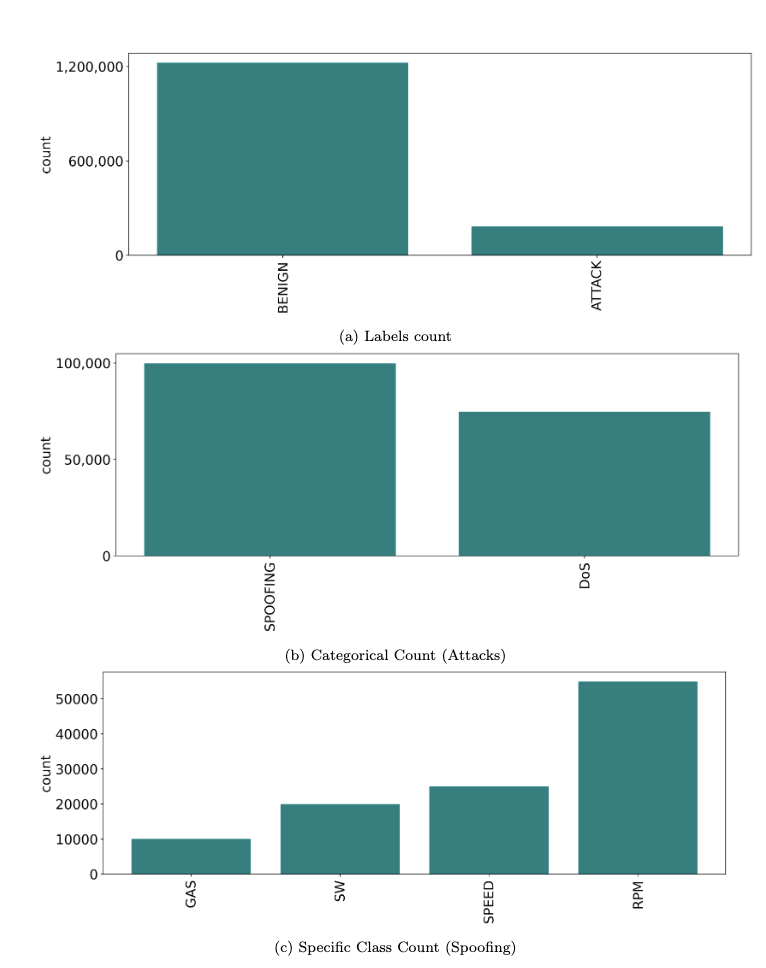 1,200,000
600,000
0
count
BENIGN
ATTACK
(a) Labels count
100,000
50,000
0
count
SPOOFING
DoS
(b) Categorical Count (Attacks)
50000
40000
30000
20000
10000
0
count
GAS
SW
SPEED
RPM
(c) Specific Class Count (Spoofing)